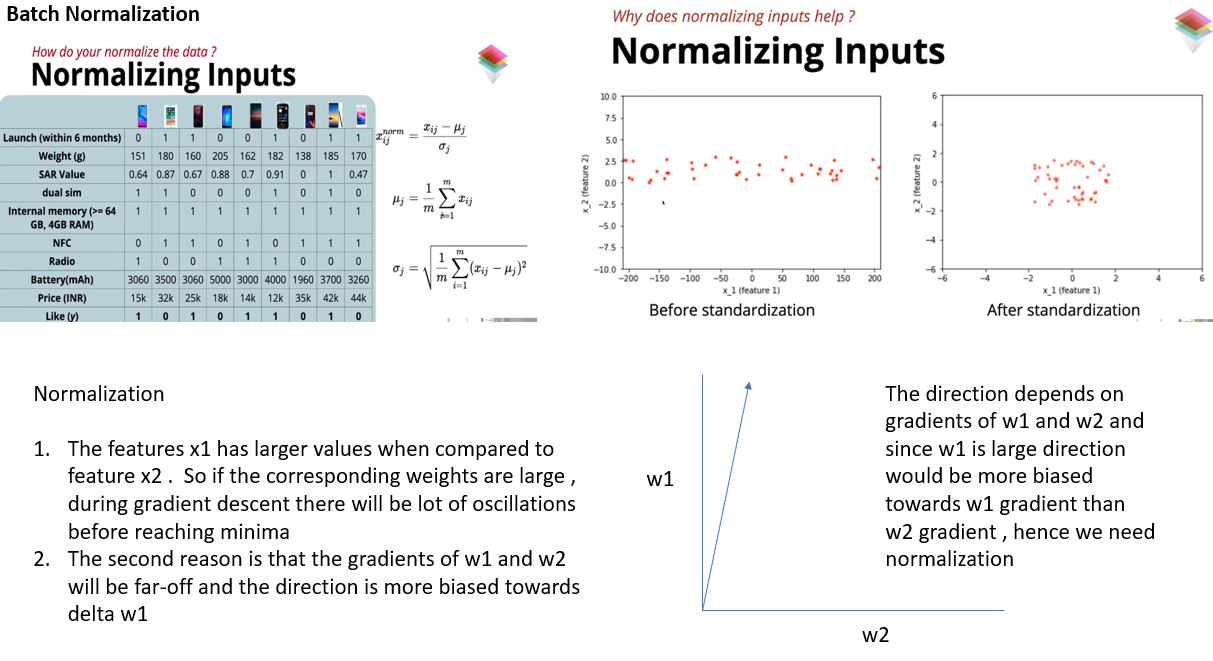 Batch Normalization
How do your normalize the data ?
Normalizing Inputs
Launch (within 6 months) 0 1 1 0 0 1 0 1 1
Weight (g) 151 180 160 205 162 182 138 185 170
SAR Value 0.64 0.87 0.67 0.88 0.7 0.91 0 1 0.47
dual sim 1 1 0 0 0 1 0 1 0
Internal memory (>= 64
GB, 4GB RAM) 1 1 1 1 1 1 1 1 1
NFC 0 1 1 0 1 0 1 1 1
Radio 1 0 0 1 1 1 0 0 0
Battery(mAh) 3060 3500 3060 5000 3000 4000 1960 3700 3260
Price (INR) 15k 32k 25k 18k 14k 12k 35k 42k 44k
Like (y) 1 0 1 0 1 1 0 1 0
x_{ij}^{norm} = \frac{x_{ij} - μ_j}{σ_j}
μ_j = \frac{1}{m} \sum_{i=1}^{m} x_{ij}
σ_j = \sqrt{\frac{1}{m} \sum_{i=1}^{m} (x_{ij} - μ_j)^2}
Why does normalizing inputs help ?
Normalizing Inputs
10.0
7.5
5.0
2.5
0.0
−2.5
−5.0
−7.5
−10.0
x_2 (feature 2)
−200 −150 −100 −50 0 50 100 150 200
x_1 (feature 1)
Before standardization
6
4
2
0
−2
−4
−6
x_2 (feature 2)
−6 −4 −2 0 2 4 6
x_1 (feature 1)
After standardization
Normalization
1. The features x1 has larger values when compared to
feature x2 . So if the corresponding weights are large ,
during gradient descent there will be lot of oscillations
before reaching minima
2. The second reason is that the gradients of w1 and w2
will be far-off and the direction is more biased towards
delta w1
w1
w2
The direction depends on
gradients of w1 and w2 and
since w1 is large direction
would be more biased
towards w1 gradient than
w2 gradient , hence we need
normalization